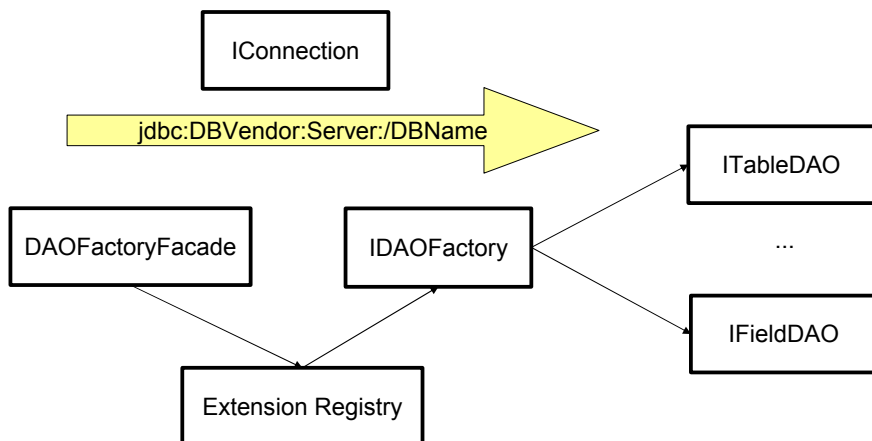 IConnection
jdbc:DBVendor:Server:/DBName
ITableDAO
DAOFactoryFacade
IDAOFactory
...
IFieldDAO
Extension Registry